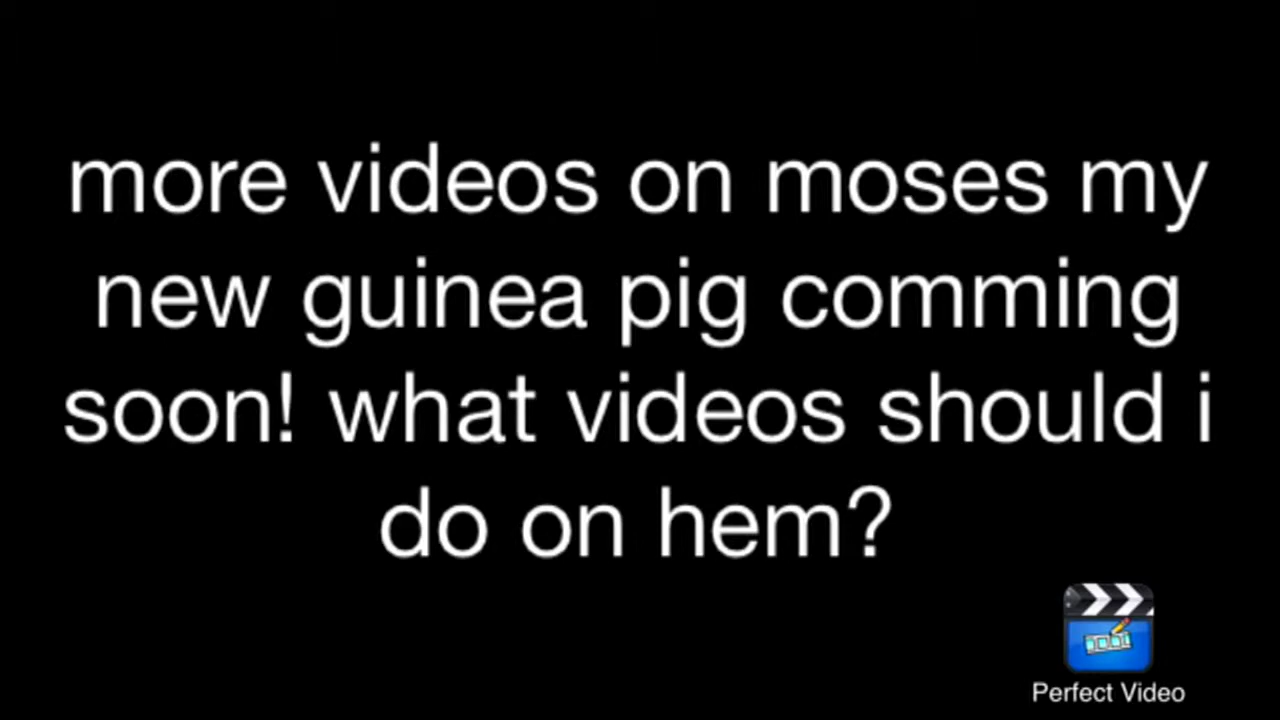 more videos on moses my
new guinea pig comming
soon! what videos should i
do on hem?
Perfect Video